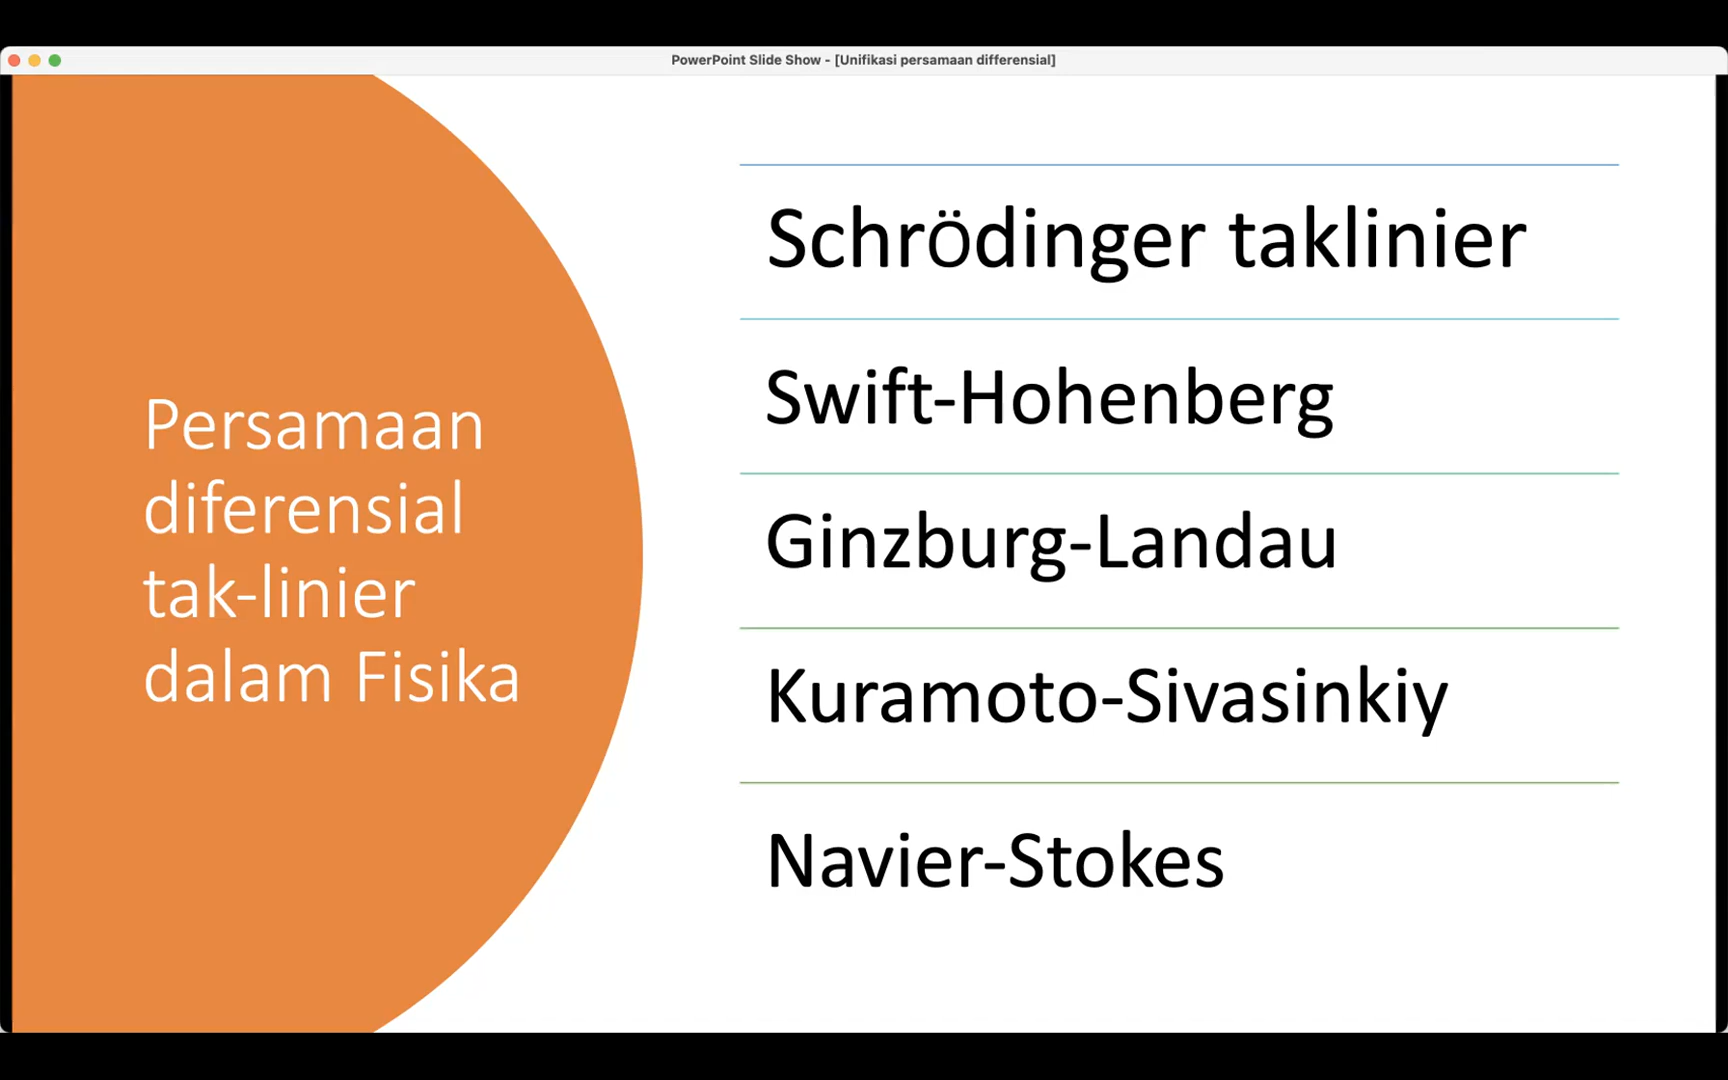 PowerPoint Slide Show - [Unifikasi persamaan differensial]
Persamaan
diferensial
tak-linier
dalam Fisika
Schrödinger taklinier
Swift-Hohenberg
Ginzburg-Landau
Kuramoto-Sivasinkiy
Navier-Stokes